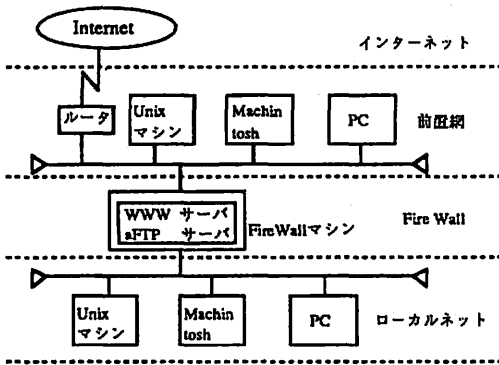 Internet
インターネット
ルータ
Unix
マシン
Machin
tosh
PC
前置網
WWW サーバ
aFTP サーバ
FireWallマシン
Fire Wall
Unix
マシン
Machin
tosh
PC
ローカルネット